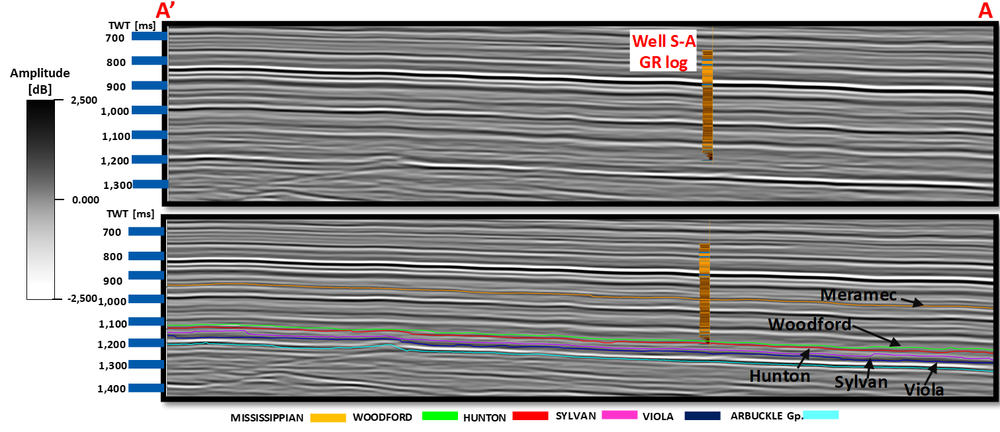 A’ A
TWT [ms]
700
800
900
1,000
1,100
1,200
1,300
Well S-A
GR log
Amplitude
[dB]
2,500
0.000
-2,500
TWT [ms]
700
800
900
1,000
1,100
1,200
1,300
1,400
Meramec
Woodford
Hunton
Sylvan
Viola
MISSISSIPPIAN WOODFORD HUNTON SYLVAN VIOLA ARBUCKLE Gp.